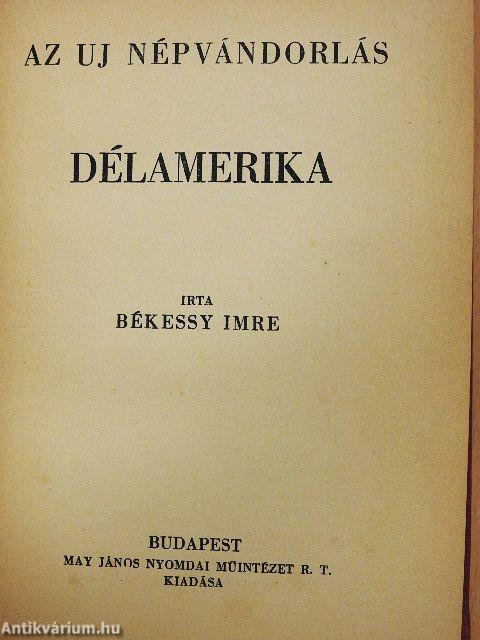 AZ UJ NÉPVÁNDORLÁS
DÉLAMERIKA
IRTA
BÉKESSY IMRE
BUDAPEST
MAY JÁNOS NYOMDAI MŰINTÉZET R. T.
KIADÁSA
Antikvárium.hu